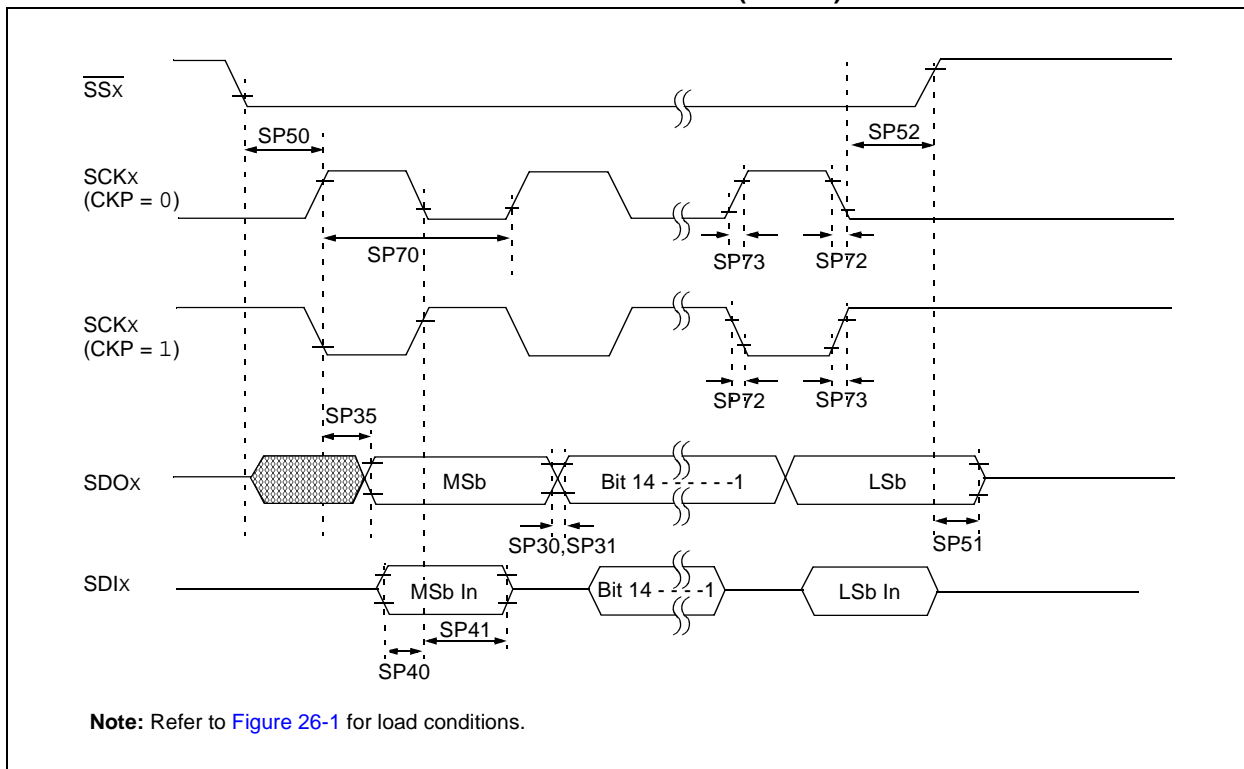 SSx
SP50
SP52
SCKx
(CKP = 0)
SP70
SP73
SP72
SCKx
(CKP = 1)
SP72
SP73
SP35
SDOx
MSb
Bit 14 - - - - - - -1
LSb
SP30,SP31
SP51
SDIx
MSb In
Bit 14 - - - -1
LSb In
SP41
SP40
Note: Refer to Figure 26-1 for load conditions.